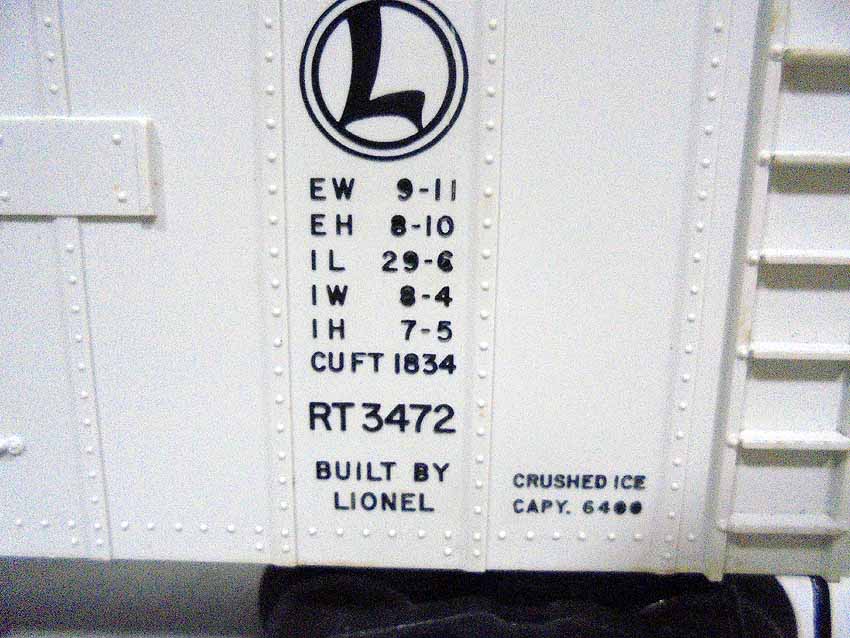 L
EW 9-11
EH 8-10
IL 29-6
IW 8-4
IH 7-5
CU FT 1834
RT 3472
BUILT BY
LIONEL
CRUSHED ICE
CAPY. 6400